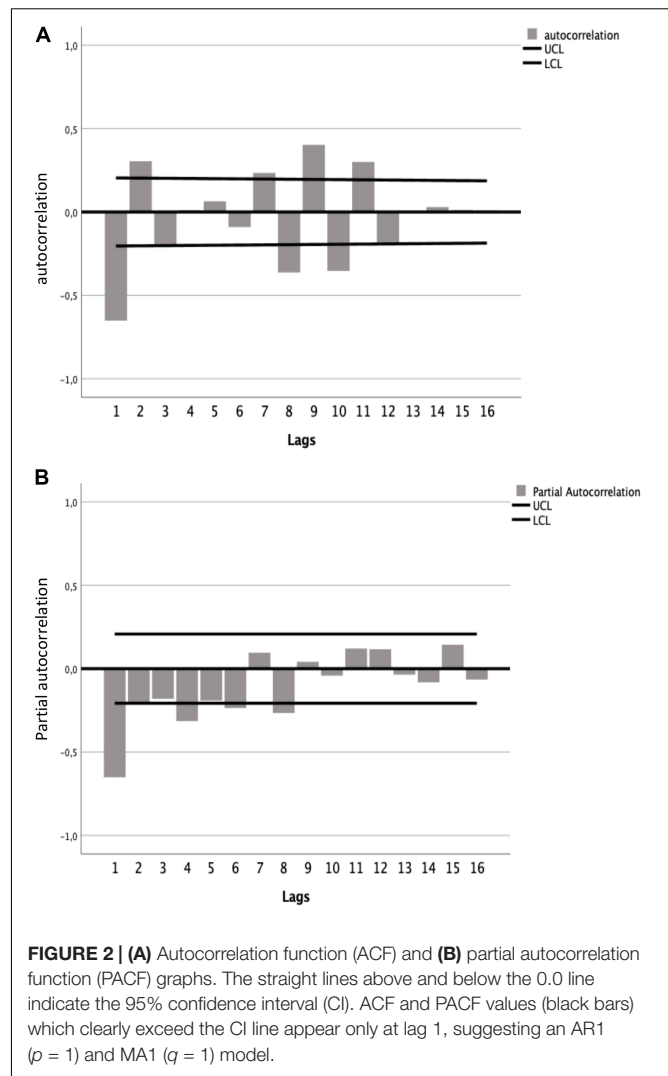 A
autocorrelation
UCL
LCL
1,0
0,5
0,0
-0,5
-1,0
autocorrelation
1 2 3 4 5 6 7 8 9 10 11 12 13 14 15 16
Lags
B
Partial Autocorrelation
UCL
LCL
1,0
0,5
0,0
-0,5
-1,0
Partial autocorrelation
1 2 3 4 5 6 7 8 9 10 11 12 13 14 15 16
Lags
FIGURE 2 | (A) Autocorrelation function (ACF) and (B) partial autocorrelation
function (PACF) graphs. The straight lines above and below the 0.0 line
indicate the 95% confidence interval (CI). ACF and PACF values (black bars)
which clearly exceed the CI line appear only at lag 1, suggesting an AR1
(p = 1) and MA1 (q = 1) model.